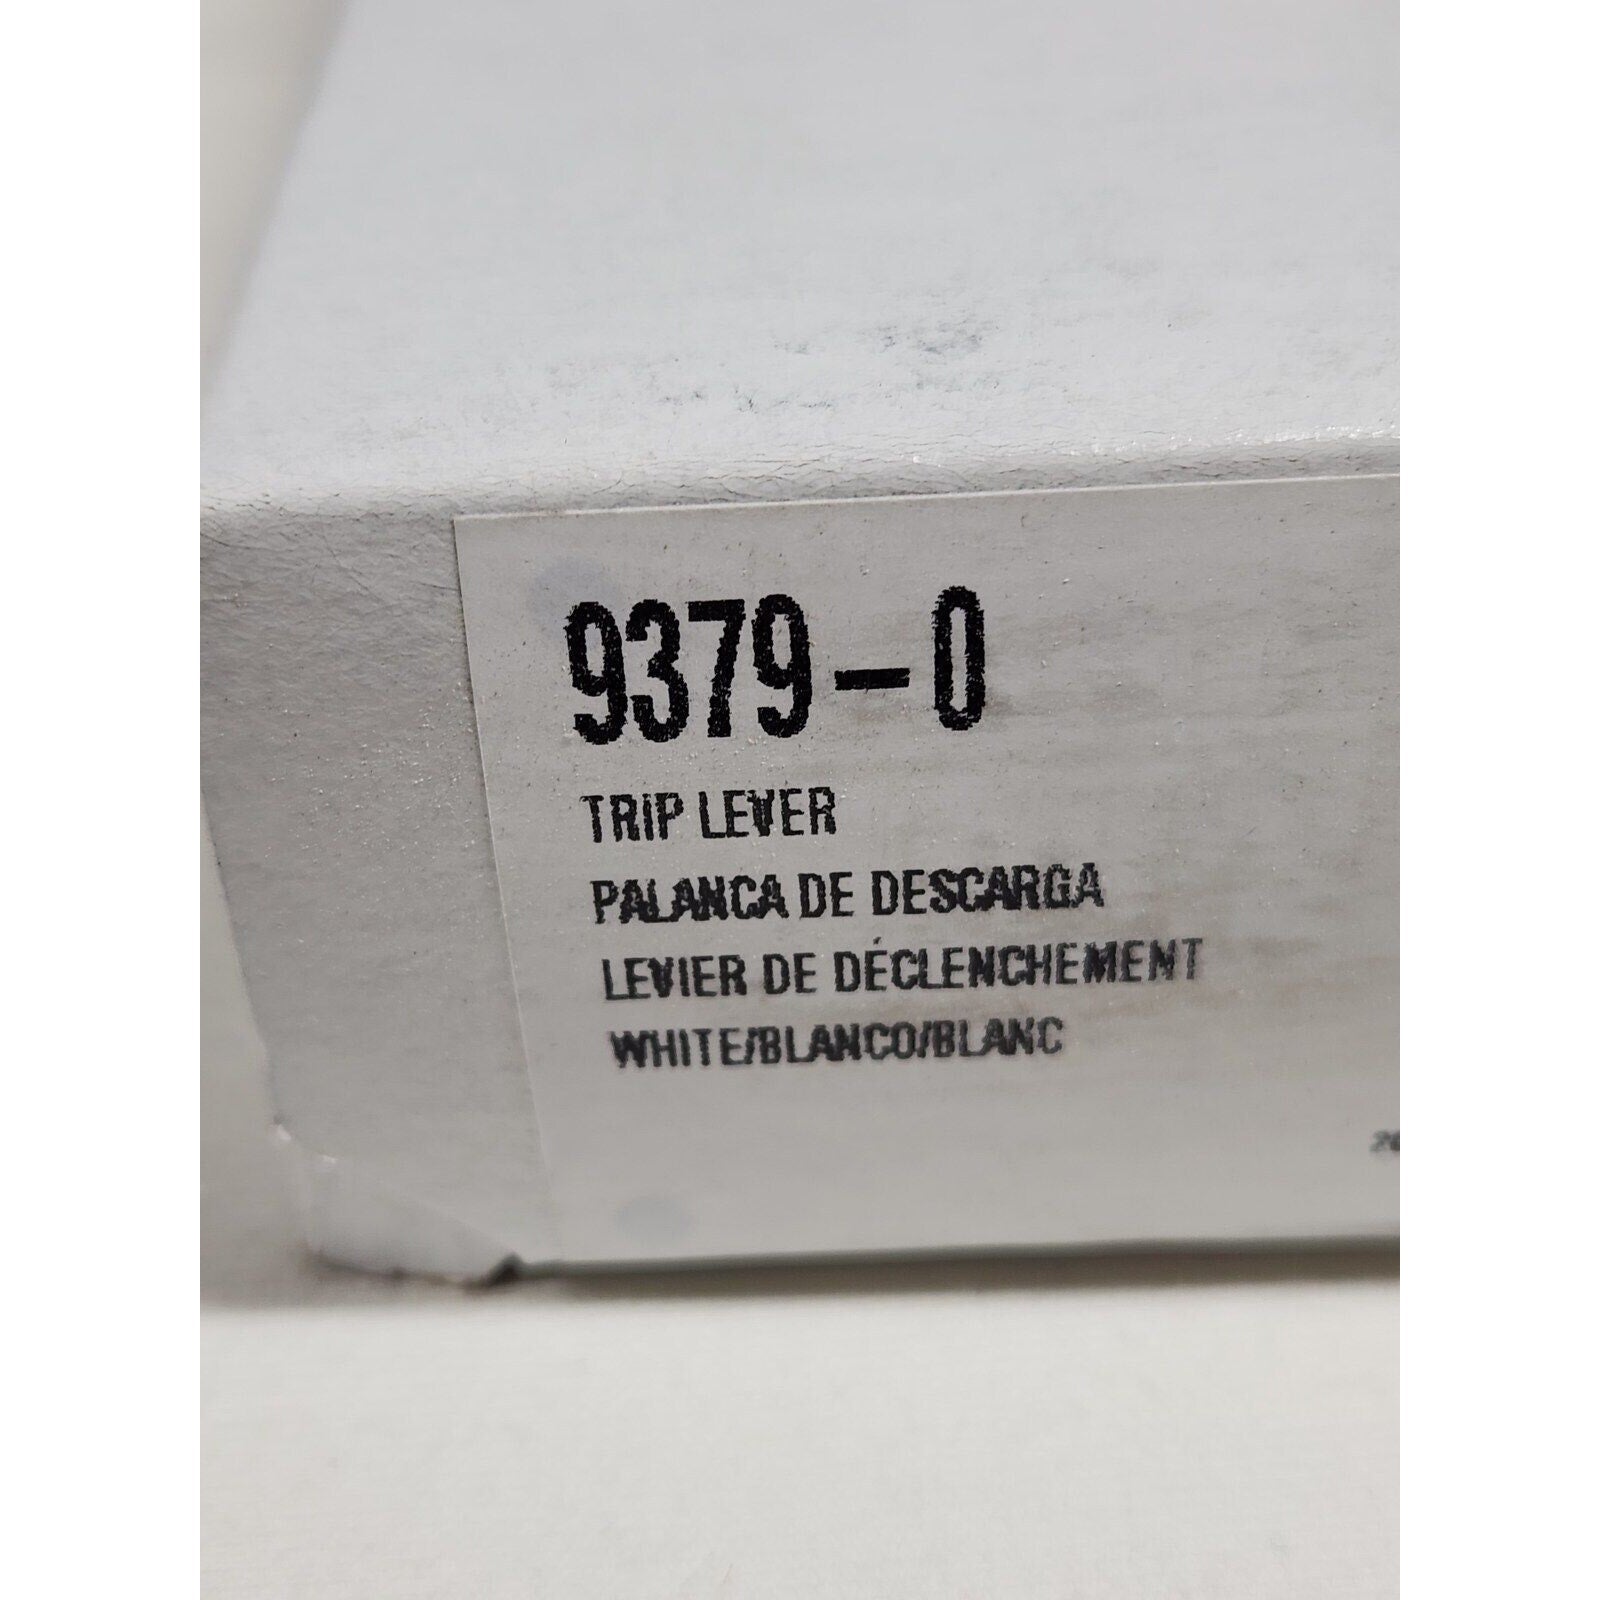 9379-0
TRIP LEVER
PALANCA DE DESCARGA
LEVIER DE DÉCLENCHEMENT
WHITE/BLANCO/BLANC